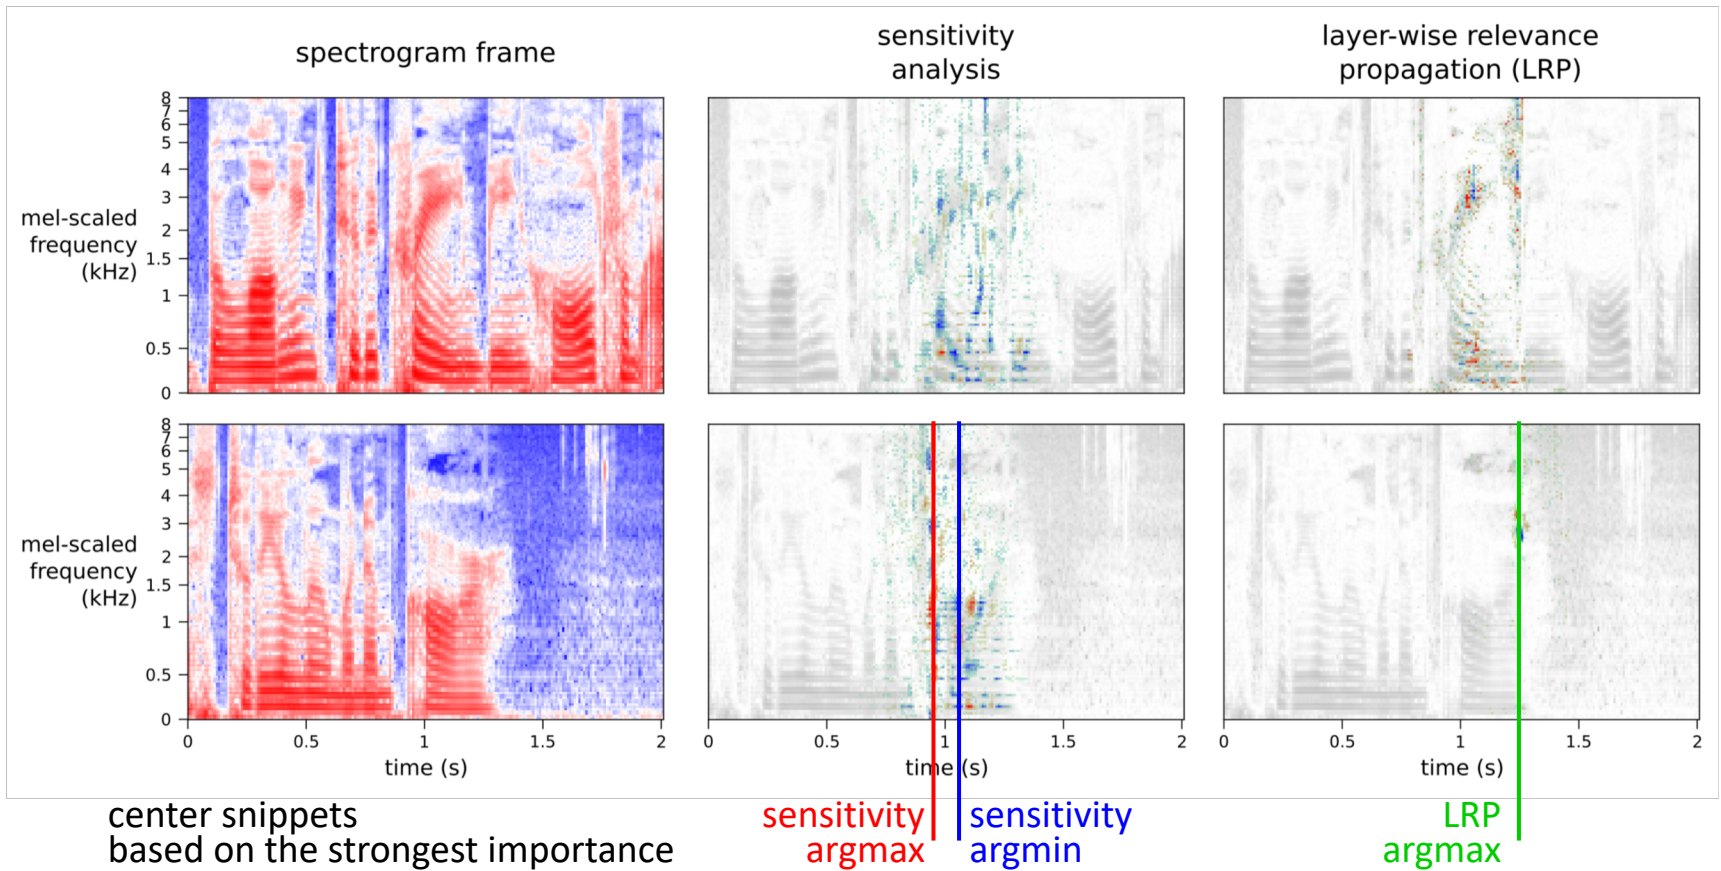 spectrogram frame
sensitivity
analysis
layer-wise relevance
propagation (LRP)
8
7
6
5
4
3
2
1.5
1
0.5
0
mel-scaled
frequency
(kHz)
8
7
6
5
4
3
2
1.5
1
0.5
0
mel-scaled
frequency
(kHz)
0 0.5 1 1.5 2
0 0.5 1 1.5 2
0 0.5 1 1.5 2
time (s)
time (s)
time (s)
center snippets
based on the strongest importance
sensitivity
argmax
sensitivity
argmin
LRP
argmax